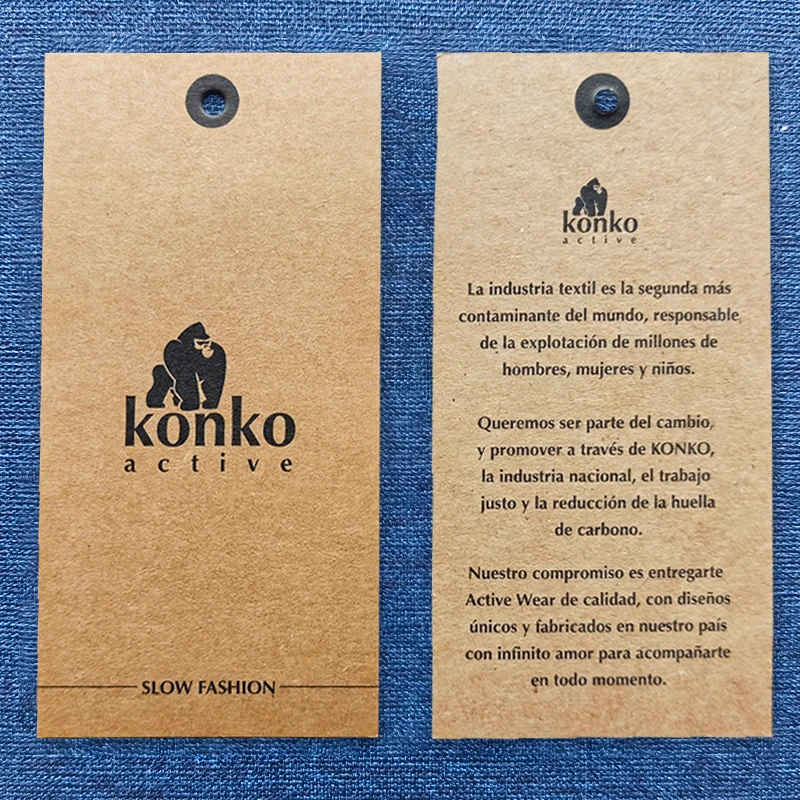 konko
active
SLOW FASHION
konko
active
La industria textil es la segunda más
contaminante del mundo, responsable
de la explotación de millones de
hombres, mujeres y niños.
Queremos ser parte del cambio,
y promover a través de KONKO,
la industria nacional, el trabajo
justo y la reducción de la huella
de carbono.
Nuestro compromiso es entregarte
Active Wear de calidad, con diseños
únicos y fabricados en nuestro país
con infinito amor para acompañarte
en todo momento.